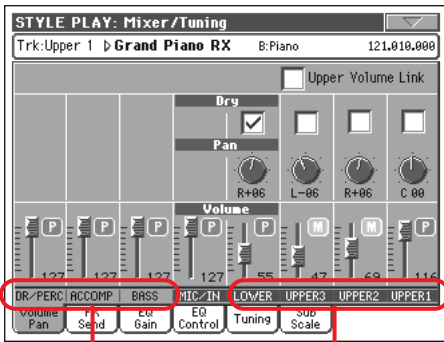 STYLE PLAY: Mixer/Tuning
Trk:Upper 1 ▷Grand Piano RX B:Piano 121.010.000
Upper Volume Link
Dry
Pan
R+06 L-06 R+06 C 00
Volume
P P P P P M M P
127 127 127 127 55 47 69 116
DR/PERC ACCOMP BASS MIC/IN LOWER UPPER3 UPPER2 UPPER1
Volume Pan
FX Send
EQ Gain
EQ Control
Tuning
Sub Scale